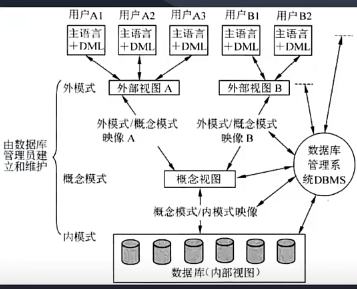 用户A1 用户A2 用户A3 用户B1 用户B2
主语言 主语言 主语言 主语言 主语言
+DML +DML +DML +DML +DML
外模式 外部视图 A 外部视图 B
外模式/概念模式 外模式/概念模式
映像 A 映像 B
由数据库
管理员建
立和维护
数据库
管理系
统DBMS
概念模式 概念视图
概念模式/内模式映像
内模式
数据库(内部视图)